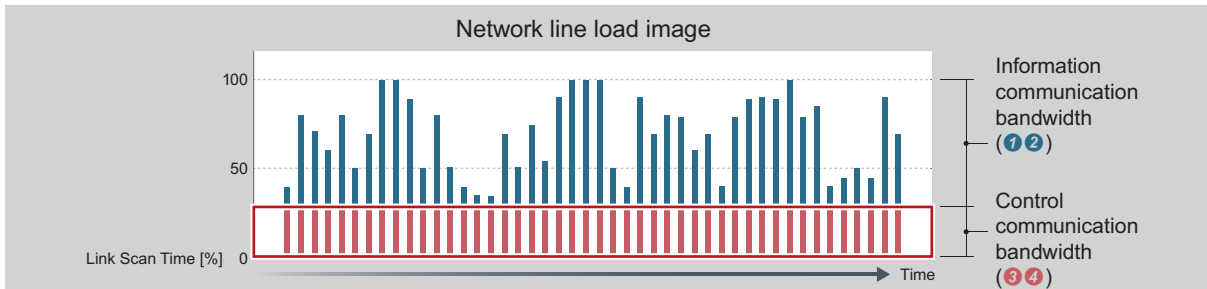 Network line load image
100
50
0
Link Scan Time [%]
Time
Information
communication
bandwidth
(❶❷)
Control
communication
bandwidth
(❸❹)